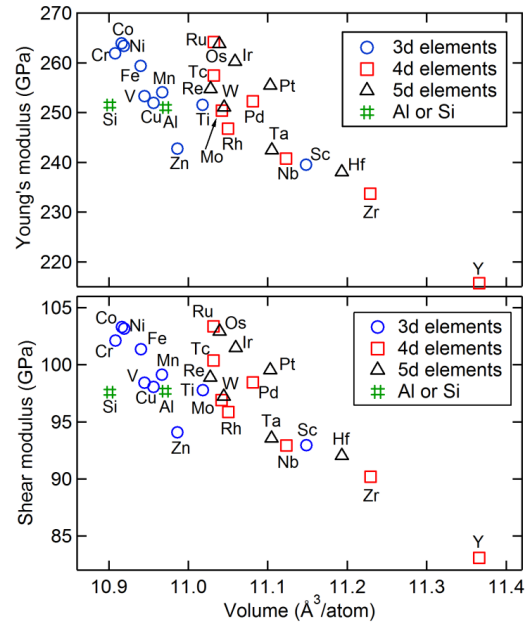 270
260
250
240
230
220
Young's modulus (GPa)
3d elements
4d elements
5d elements
Al or Si
Co
Ni
Cr
Fe
Mn
V
Cu
Al
Si
Zn
Ru
Os
Ir
Tc
Re
W
Pt
Ti
Pd
Mo
Rh
Ta
Nb
Sc
Hf
Zr
Y
105
100
95
90
85
Shear modulus (GPa)
3d elements
4d elements
5d elements
Al or Si
Co
Ni
Cr
Fe
Mn
V
Cu
Al
Si
Zn
Ru
Os
Ir
Tc
Re
W
Pt
Ti
Pd
Mo
Rh
Ta
Nb
Sc
Hf
Zr
Y
10.9
11.0
11.1
11.2
11.3
11.4
Volume (Å³/atom)